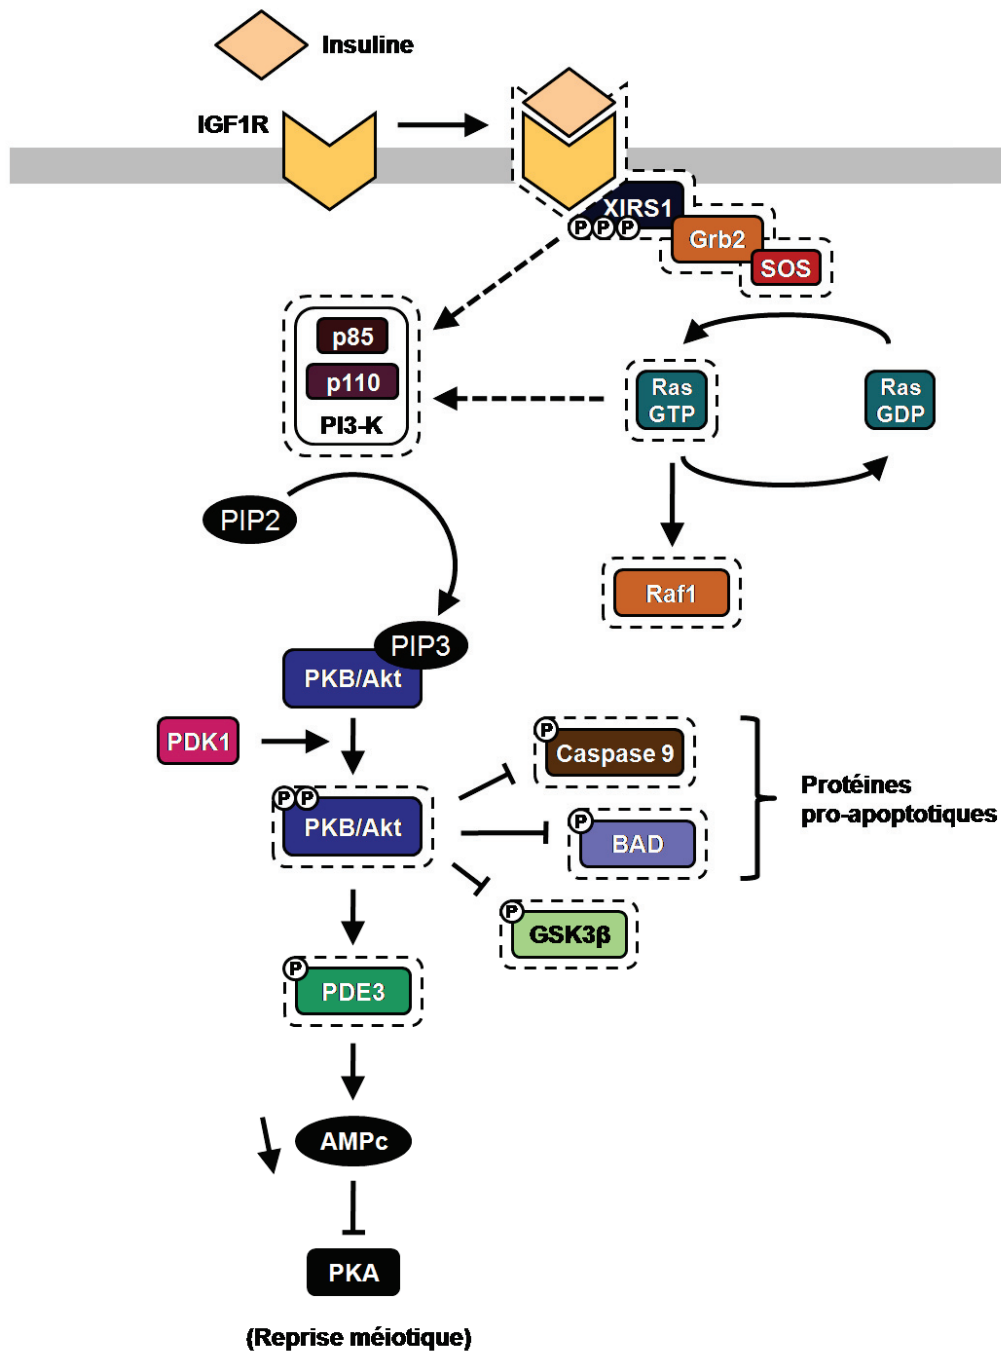 Insuline
IGF1R
XIRS1
P P P
Grb2
SOS
p85
p110
PI3-K
Ras
GTP
Ras
GDP
PIP2
Raf1
PIP3
PKB/Akt
PDK1
P
Caspase 9
Protéines
pro-apoptotiques
P P
PKB/Akt
P
BAD
P
GSK3β
P
PDE3
AMPc
PKA
(Reprise méiotique)